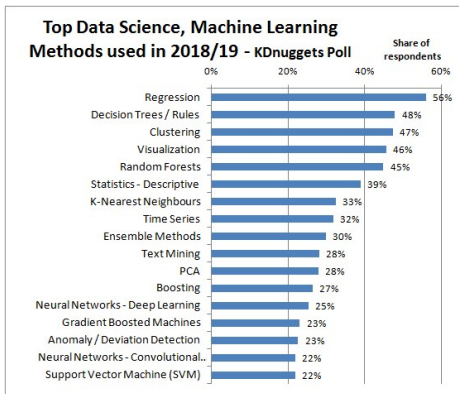 Top Data Science, Machine Learning
Methods used in 2018/19 - KDnuggets Poll
Share of
respondents
0% 20% 40% 60%
Regression 56%
Decision Trees / Rules 48%
Clustering 47%
Visualization 46%
Random Forests 45%
Statistics - Descriptive 39%
K-Nearest Neighbours 33%
Time Series 32%
Ensemble Methods 30%
Text Mining 28%
PCA 28%
Boosting 27%
Neural Networks - Deep Learning 25%
Gradient Boosted Machines 23%
Anomaly / Deviation Detection 23%
Neural Networks - Convolutional.. 22%
Support Vector Machine (SVM) 22%